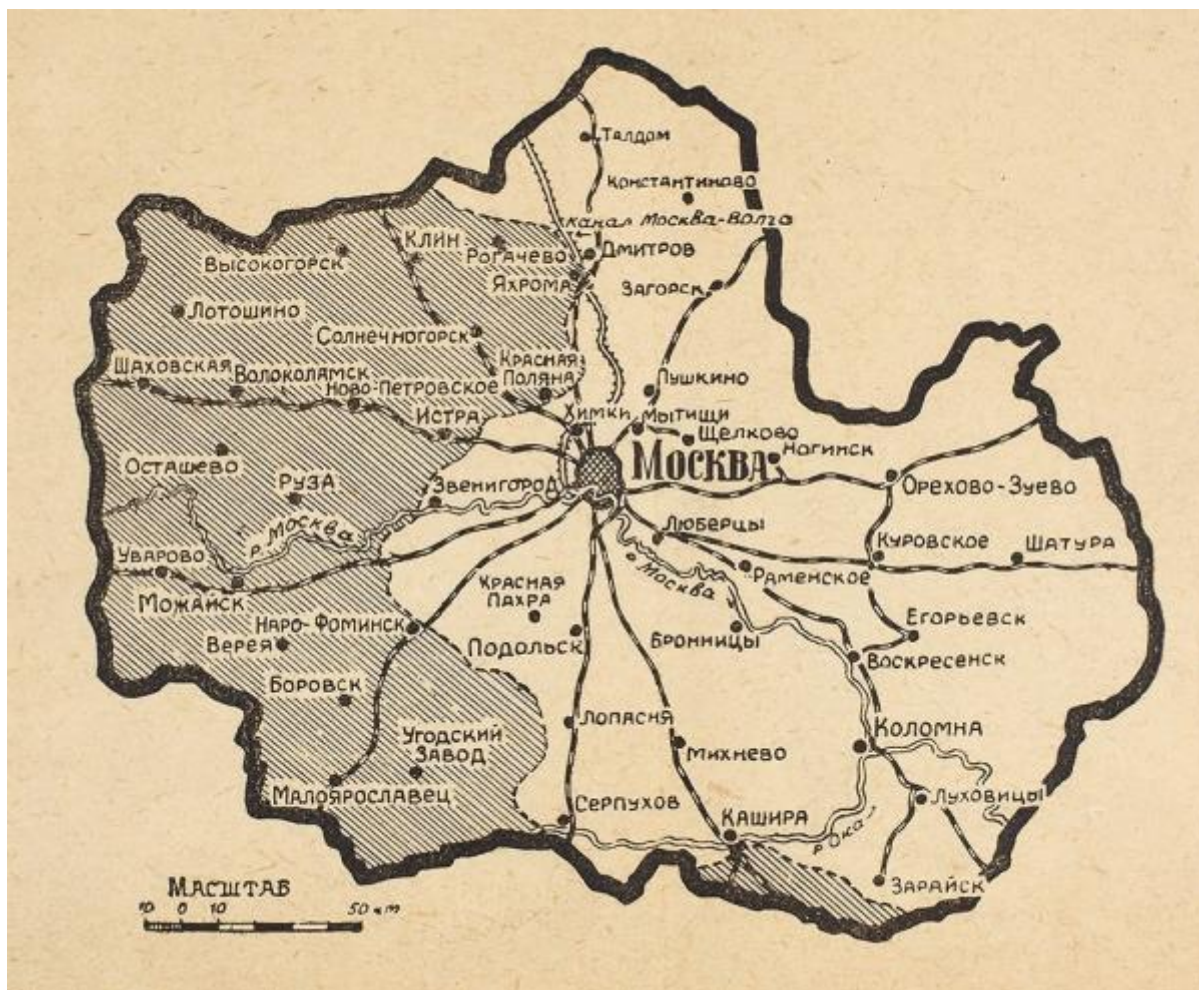 Талдом
Константиново
канал Москва-Волга
Клин
Рогачево
Дмитров
Высокогорск
Яхрома
Загорск
Лотошино
Солнечногорск
Шаховская
Волоколамск
Красная
Поляна
Ново-Петровское
Пушкино
Истра
Химки
Мытищи
Щелково
Москва
Ногинск
Осташево
Руза
Звенигород
Орехово-Зуево
р. Москва
Люберцы
Уварово
Куровское
Шатура
Можайск
Красная
Пахра
р. Москва
Раменское
Наро-Фоминск
Верея
Подольск
Бронницы
Егорьевск
Воскресенск
Боровск
Угодский
Завод
Лопасня
Михнево
Коломна
Малоярославец
Серпухов
Кашира
р. Ока
Луховицы
Зарайск
Масштаб
10 0 10 50 км